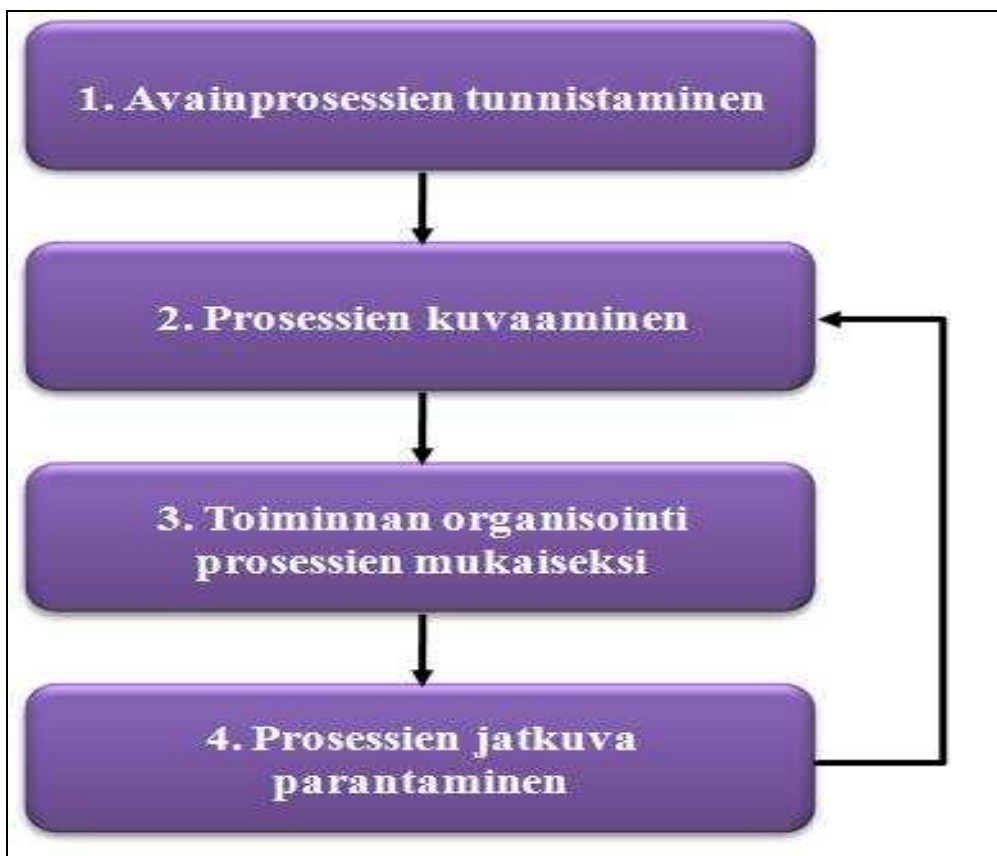 1. Avainprosessien tunnistaminen
2. Prosessien kuvaaminen
3. Toiminnan organisointi
prosessien mukaiseksi
4. Prosessien jatkuva
parantaminen